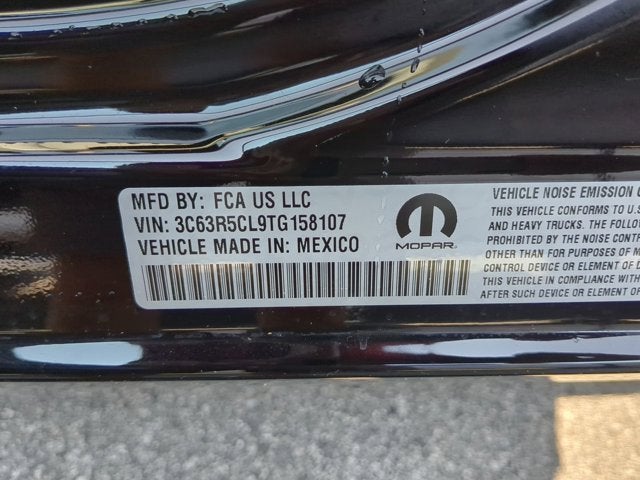 MFD BY: FCA US LLC
VIN: 3C63R5CL9TG158107
VEHICLE MADE IN: MEXICO
MOPAR
VEHICLE NOISE EMISSION
THIS VEHICLE CONFORMS TO U.S.
AND HEAVY TRUCKS. THE FOLLOW
PROHIBITED BY THE NOISE CONTR
OTHER THAN FOR PURPOSES OF M
CONTROL DEVICE OR ELEMENT OF D
THIS VEHICLE IN COMPLIANCE WITH
AFTER SUCH DEVICE OR ELEMENT OF